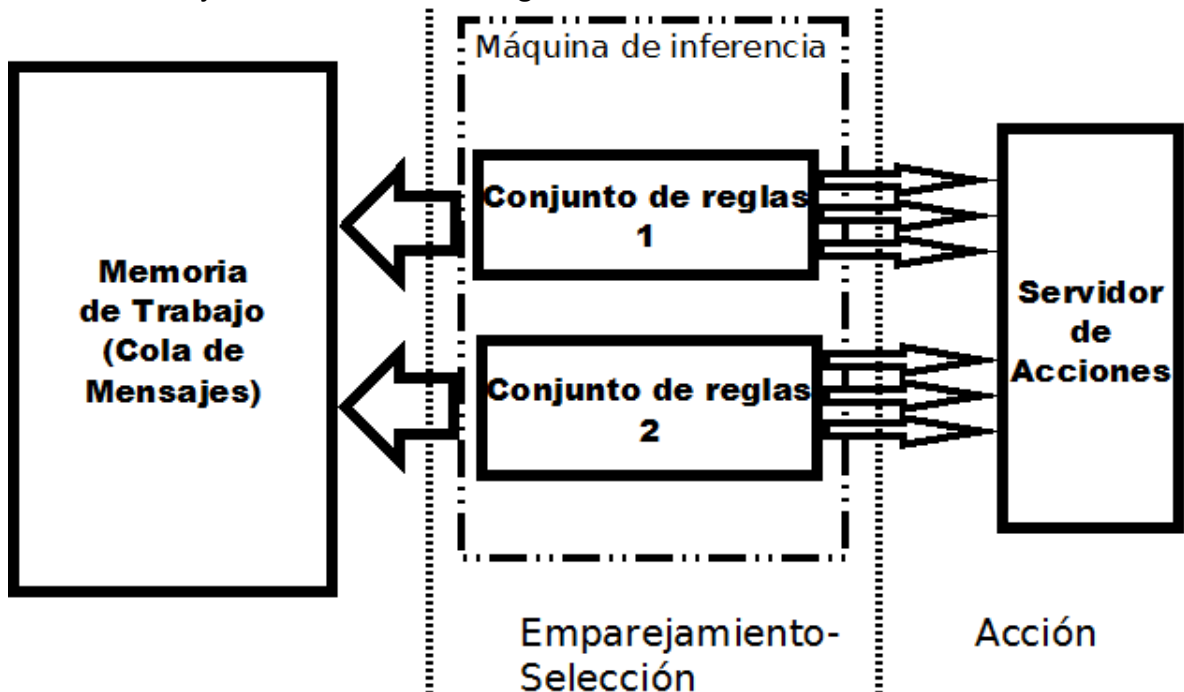 Máquina de inferencia
Memoria
de Trabajo
(Cola de
Mensajes)
Conjunto de reglas
1
Conjunto de reglas
2
Servidor
de
Acciones
Emparejamiento-
Selección
Acción